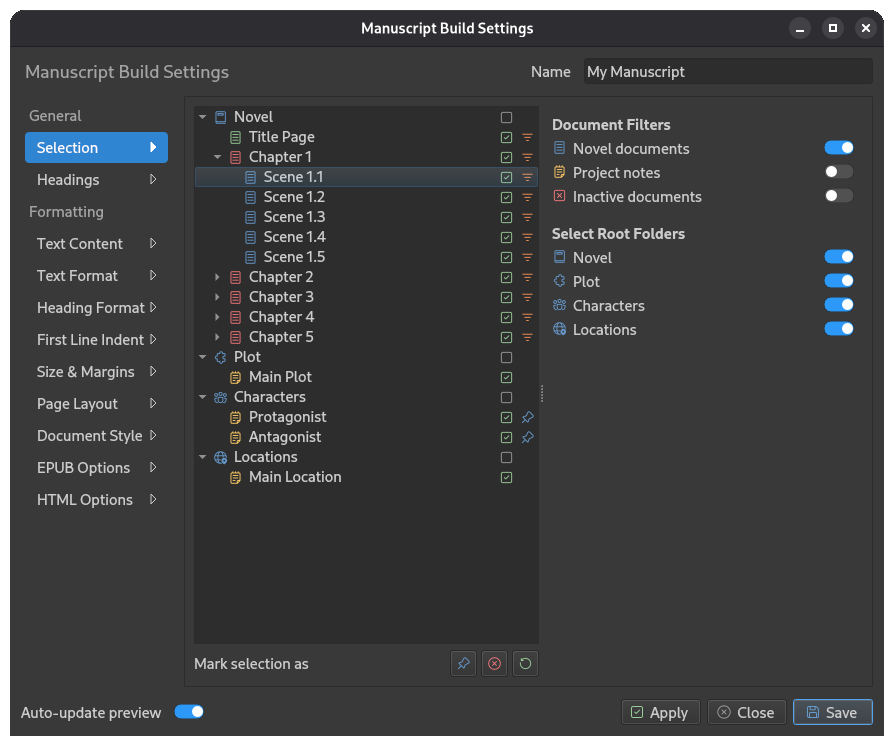 Manuscript Build Settings
Manuscript Build Settings
Name
My Manuscript
General
Selection
Headings
Formatting
Text Content
Text Format
Heading Format
First Line Indent
Size & Margins
Page Layout
Document Style
EPUB Options
HTML Options
Novel
Title Page
Chapter 1
Scene 1.1
Scene 1.2
Scene 1.3
Scene 1.4
Scene 1.5
Chapter 2
Chapter 3
Chapter 4
Chapter 5
Plot
Main Plot
Characters
Protagonist
Antagonist
Locations
Main Location
Mark selection as
Document Filters
Novel documents
Project notes
Inactive documents
Select Root Folders
Novel
Plot
Characters
Locations
Auto-update preview
Apply
Close
Save